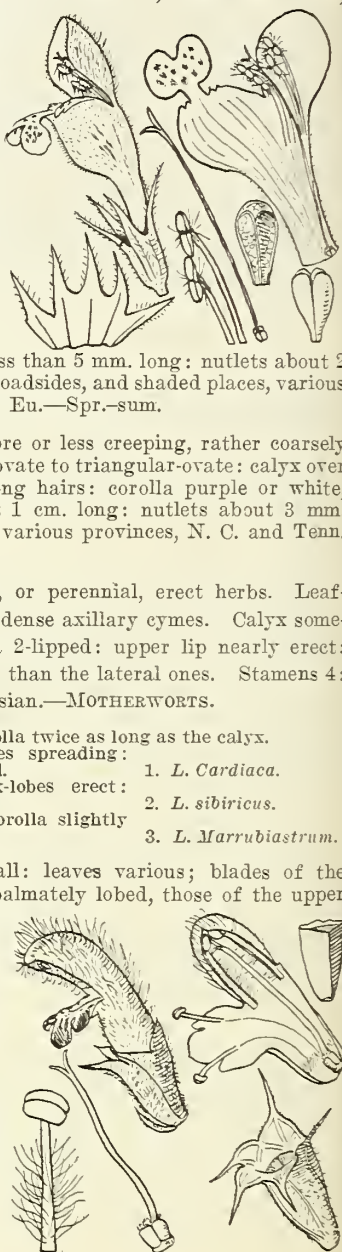 ss than 5 mm. long: nutlets about 2
oadsides, and shaded places, various
Eu.—Spr.–sum.
ore or less creeping, rather coarsely
ovate to triangular-ovate: calyx over
ng hairs: corolla purple or white,
t 1 cm. long: nutlets about 3 mm.
various provinces, N. C. and Tenn.
, or perennial, erect herbs. Leaf-
dense axillary cymes. Calyx some-
2-lipped: upper lip nearly erect:
than the lateral ones. Stamens 4:
sian.—MOTHERWORTS.
olla twice as long as the calyx.
es spreading:
1. L. Cardiaca.
x-lobes erect:
2. L. sibiricus.
orolla slightly
3. L. Marrubiastrum.
all: leaves various; blades of the
palmately lobed, those of the upper